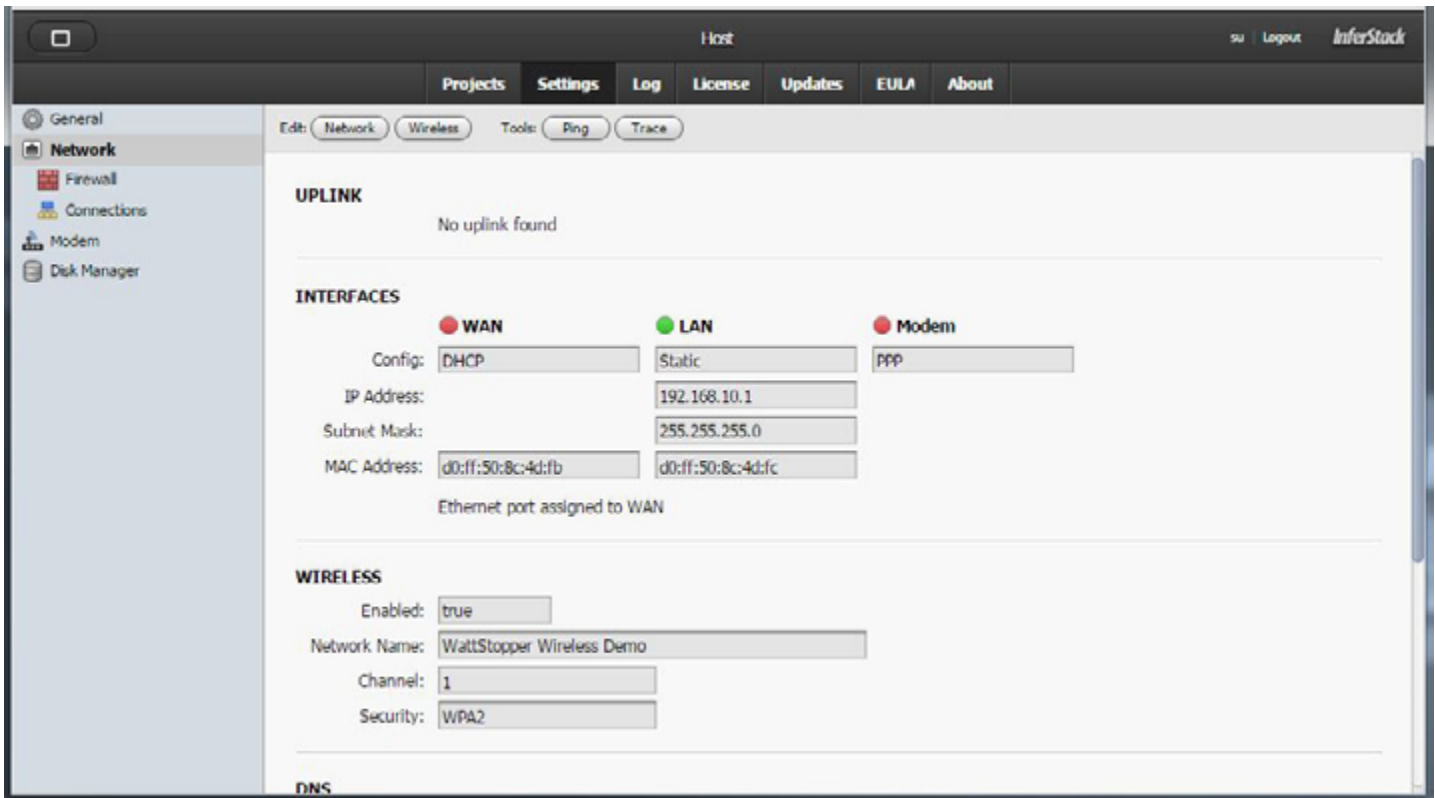 Host
su | Logout InferStack
Projects Settings Log License Updates EULA About
General
Network
Firewall
Connections
Modem
Disk Manager
Edit: Network Wireless Tools: Ping Trace
UPLINK
No uplink found
INTERFACES
WAN LAN Modem
Config: DHCP Static PPP
IP Address: 192.168.10.1
Subnet Mask: 255.255.255.0
MAC Address: d0:ff:50:8c:4d:fb d0:ff:50:8c:4d:fc
Ethernet port assigned to WAN
WIRELESS
Enabled: true
Network Name: WattStopper Wireless Demo
Channel: 1
Security: WPA2
DNS